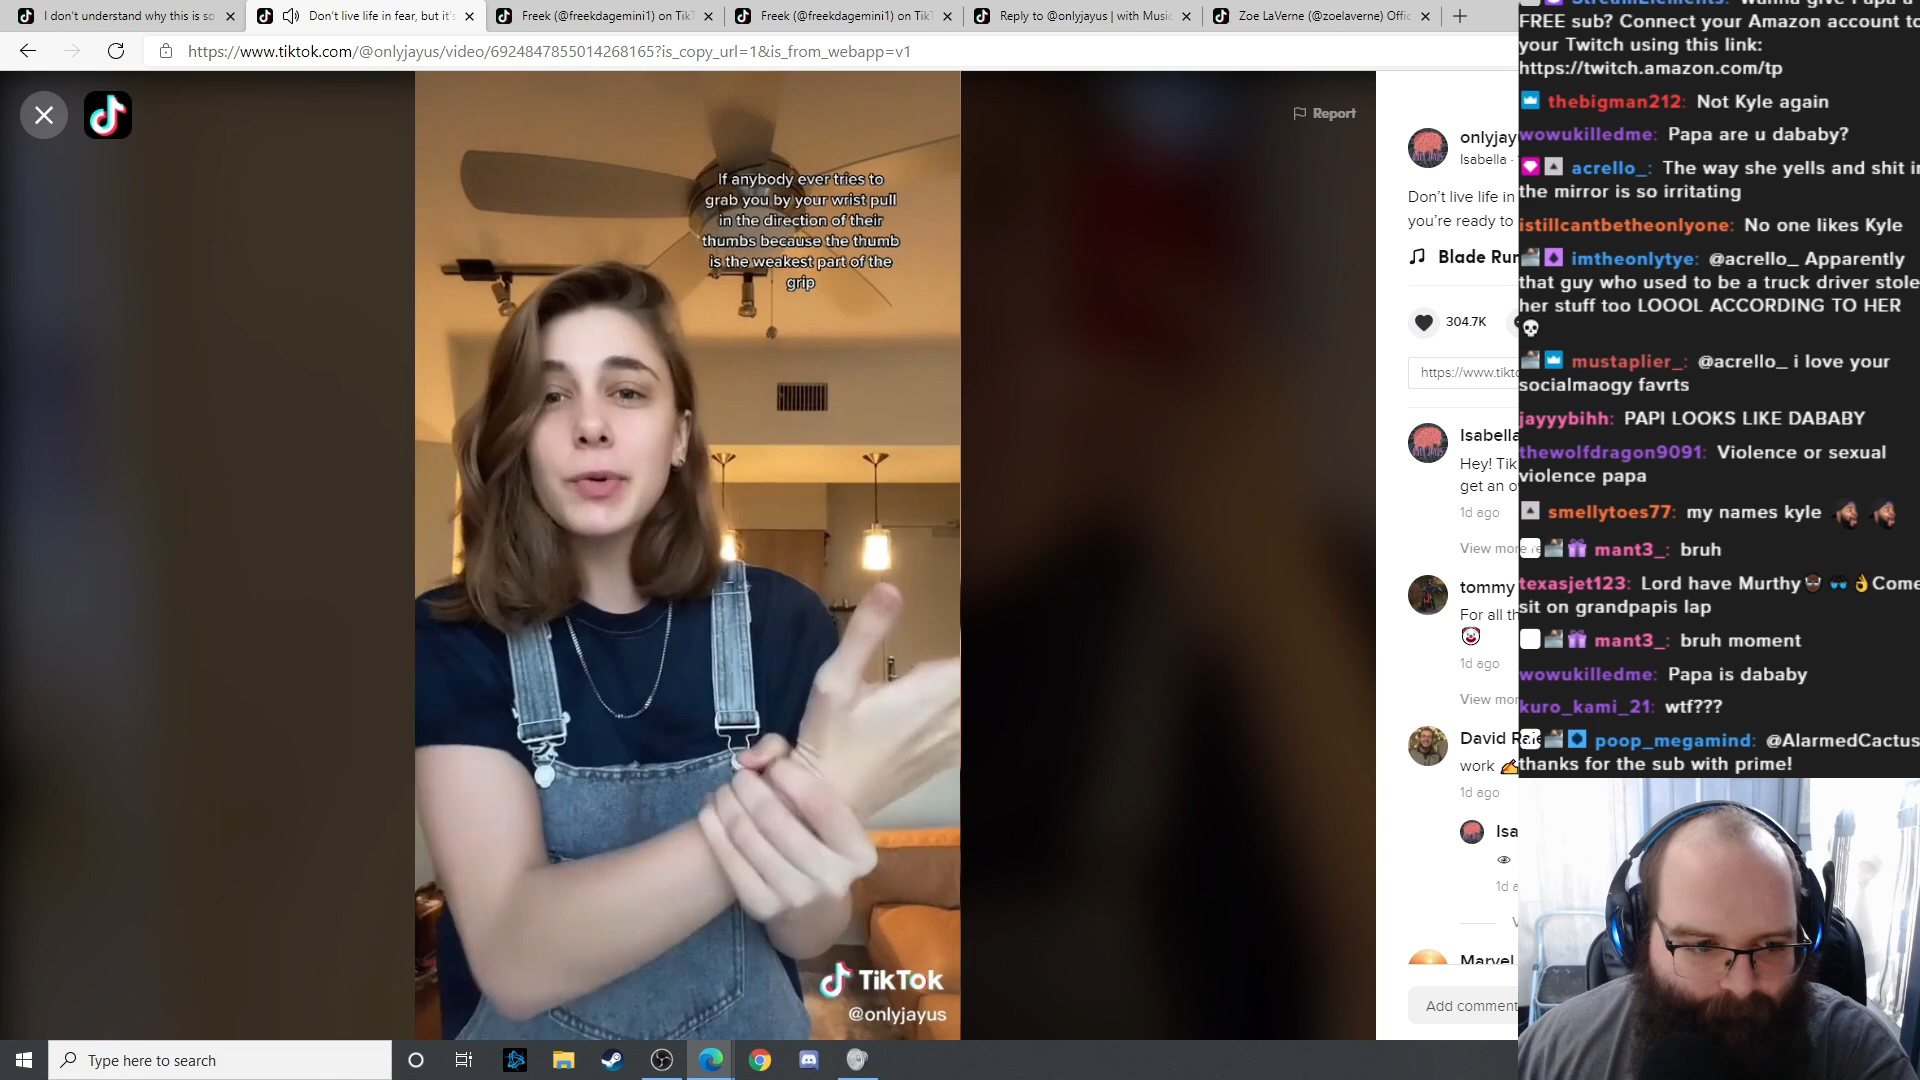 I don't understand why this is so
Don't live life in fear, but it's
Freek (@freekdagemini1) on TikT
Freek (@freekdagemini1) on TikT
Reply to @onlyjayus | with Music
Zoe LaVerne (@zoelaverne) Offic
https://www.tiktok.com/@onlyjayus/video/6924847855014268165?is_copy_url=1&is_from_webapp=v1
Report
If anybody ever tries to
grab you by your wrist pull
in the direction of their
thumbs because the thumb
is the weakest part of the
grip
TikTok
@onlyjayus
onlyjay
Isabella ·
Don't live life in
you're ready to
Blade Run
304.7K
https://www.tikto
Isabella
Hey! Tik
get an o
1d ago
View more re
tommy
For all th
🤡
1d ago
View mor
David Rale
work ✍
1d ago
Isa
👁
1d a
V
Marvel
Add comment
StreamElements: Wanna give Papa a
FREE sub? Connect your Amazon account to
your Twitch using this link:
https://twitch.amazon.com/tp
thebigman212: Not Kyle again
wowukilledme: Papa are u dababy?
acrello_: The way she yells and shit in
the mirror is so irritating
istillcantbetheonlyone: No one likes Kyle
imtheonlytye: @acrello_ Apparently
that guy who used to be a truck driver stole
her stuff too LOOOL ACCORDING TO HER
💀
mustaplier_: @acrello_ i love your
socialmaogy favrts
jayyybihh: PAPI LOOKS LIKE DABABY
thewolfdragon9091: Violence or sexual
violence papa
smellytoes77: my names kyle
mant3_: bruh
texasjet123: Lord have Murthy👨🏿🕶👌Come
sit on grandpapis lap
mant3_: bruh moment
wowukilledme: Papa is dababy
kuro_kami_21: wtf???
poop_megamind: @AlarmedCactus
thanks for the sub with prime!
Type here to search